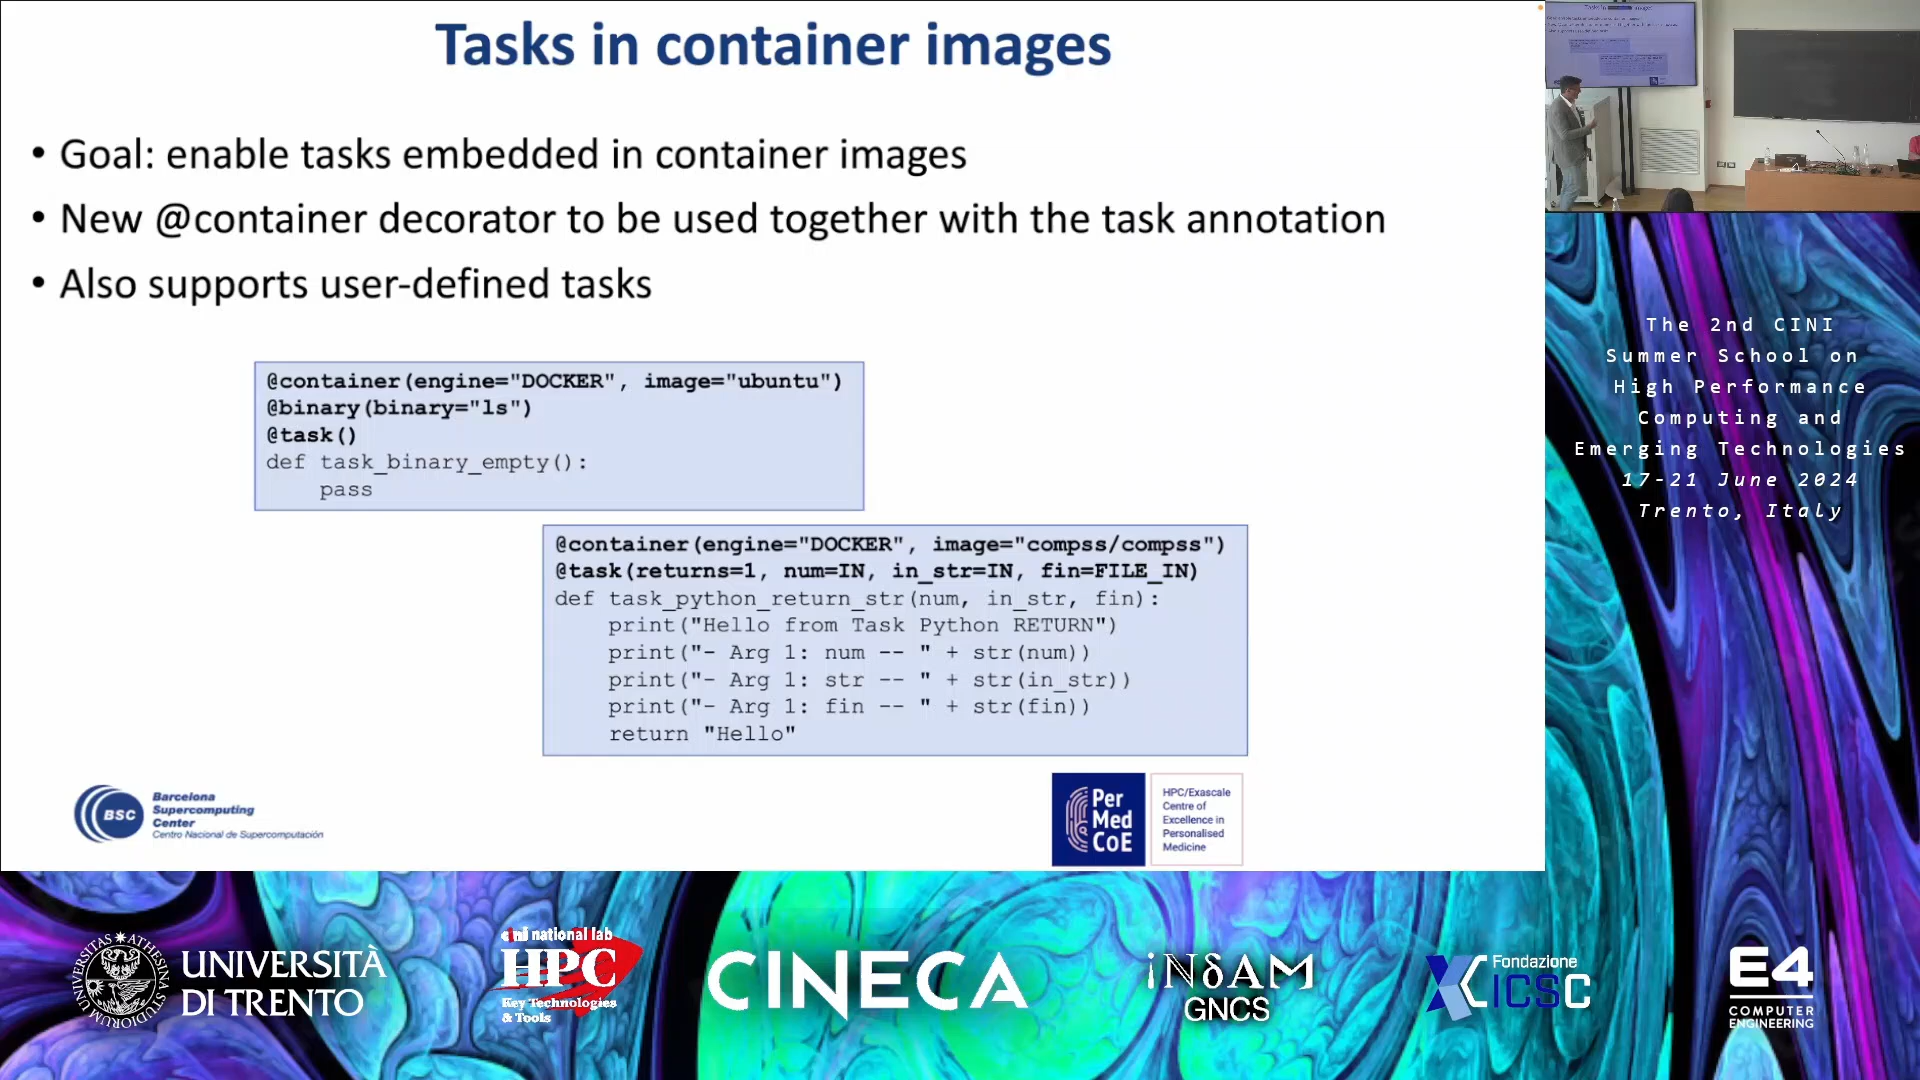 Tasks in container images
• Goal: enable tasks embedded in container images
• New @container decorator to be used together with the task annotation
• Also supports user-defined tasks
@container(engine="DOCKER", image="ubuntu")
@binary(binary="ls")
@task()
def task_binary_empty():
    pass
@container(engine="DOCKER", image="compss/compss")
@task(returns=1, num=IN, in_str=IN, fin=FILE_IN)
def task_python_return_str(num, in_str, fin):
    print("Hello from Task Python RETURN")
    print("- Arg 1: num -- " + str(num))
    print("- Arg 1: str -- " + str(in_str))
    print("- Arg 1: fin -- " + str(fin))
    return "Hello"
BSC
Barcelona
Supercomputing
Center
Centro Nacional de Supercomputación
Per
Med
CoE
HPC/Exascale
Centre of
Excellence in
Personalised
Medicine
The 2nd CINI
Summer School on
High Performance
Computing and
Emerging Technologies
17-21 June 2024
Trento, Italy
UNIVERSITÀ
DI TRENTO
cini national lab
HPC
Key Technologies
& Tools
CINECA
iNδAM
GNCS
Fondazione
ICSC
E4
COMPUTER
ENGINEERING